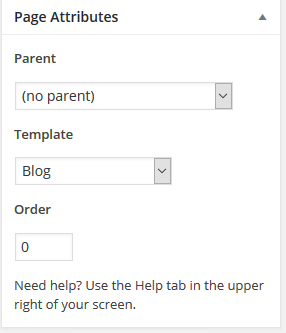 Page Attributes
Parent
(no parent)
Template
Blog
Order
0
Need help? Use the Help tab in the upper
right of your screen.